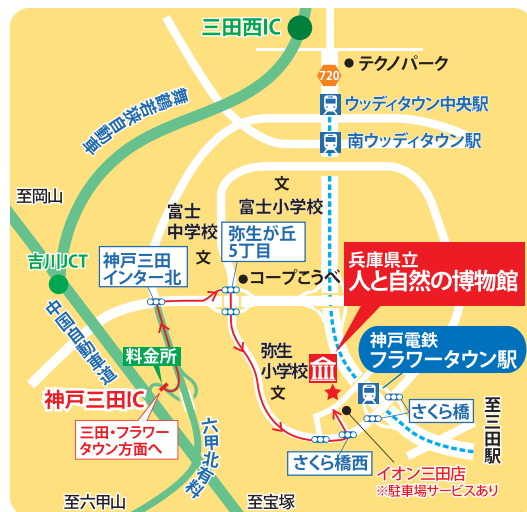 三田西IC
テクノパーク
720
ウッディタウン中央駅
南ウッディタウン駅
舞鶴若狭自動車
至岡山
文
富士小学校
富士
中学校
文
弥生が丘
5丁目
吉川JCT
神戸三田
インター北
コープこうべ
兵庫県立
人と自然の博物館
中国自動車道
料金所
弥生
小学校
文
神戸電鉄
フラワータウン駅
神戸三田IC
さくら橋
至三田駅
三田・フラワー
タウン方面へ
六甲北有料
さくら橋西
イオン三田店
※駐車場サービスあり
至六甲山
至宝塚